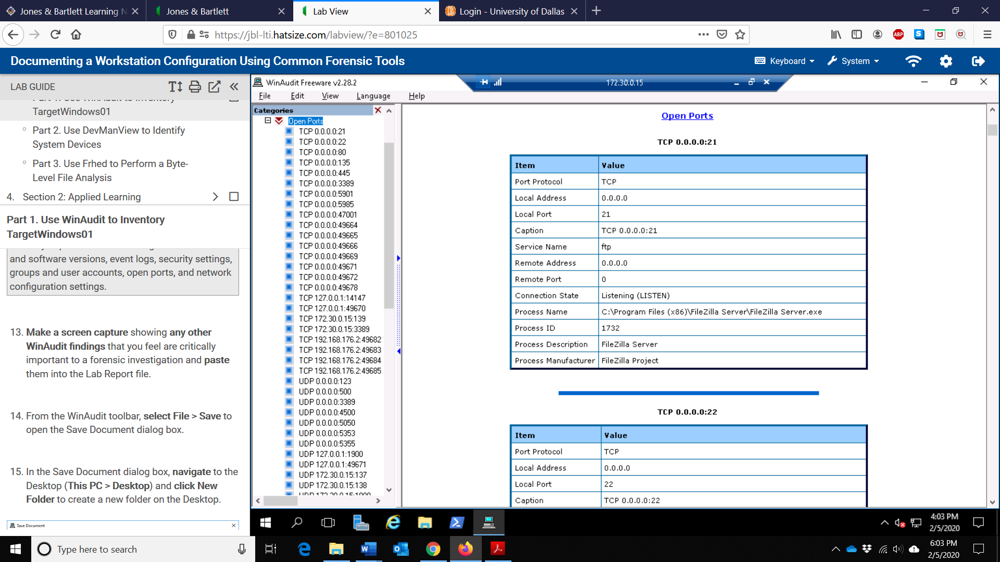 Jones & Bartlett Learning N
Jones & Bartlett
Lab View
Login - University of Dallas
https://jbl-lti.hatsize.com/labview/?e=801025
ABP
S
Documenting a Workstation Configuration Using Common Forensic Tools
Keyboard
System
LAB GUIDE
TargetWindows01
Part 2. Use DevManView to Identify
System Devices
Part 3. Use Frhed to Perform a Byte-
Level File Analysis
4. Section 2: Applied Learning
Part 1. Use WinAudit to Inventory
TargetWindows01
and software versions, event logs, security settings,
groups and user accounts, open ports, and network
configuration settings.
13. Make a screen capture showing any other
WinAudit findings that you feel are critically
important to a forensic investigation and paste
them into the Lab Report file.
14. From the WinAudit toolbar, select File > Save to
open the Save Document dialog box.
15. In the Save Document dialog box, navigate to the
Desktop (This PC > Desktop) and click New
Folder to create a new folder on the Desktop.
Save Document
WinAudit Freeware v2.28.2
172.30.0.15
File Edit View Language Help
Categories
Open Ports
TCP 0.0.0.0:21
TCP 0.0.0.0:22
TCP 0.0.0.0:80
TCP 0.0.0.0:135
TCP 0.0.0.0:445
TCP 0.0.0.0:3389
TCP 0.0.0.0:5901
TCP 0.0.0.0:5985
TCP 0.0.0.0:47001
TCP 0.0.0.0:49664
TCP 0.0.0.0:49665
TCP 0.0.0.0:49666
TCP 0.0.0.0:49669
TCP 0.0.0.0:49671
TCP 0.0.0.0:49672
TCP 0.0.0.0:49678
TCP 127.0.0.1:14147
TCP 127.0.0.1:49670
TCP 172.30.0.15:139
TCP 172.30.0.15:3389
TCP 192.168.176.2:49682
TCP 192.168.176.2:49683
TCP 192.168.176.2:49684
TCP 192.168.176.2:49685
UDP 0.0.0.0:123
UDP 0.0.0.0:500
UDP 0.0.0.0:3389
UDP 0.0.0.0:4500
UDP 0.0.0.0:5050
UDP 0.0.0.0:5353
UDP 0.0.0.0:5355
UDP 127.0.0.1:1900
UDP 127.0.0.1:49671
UDP 172.30.0.15:137
UDP 172.30.0.15:138
Open Ports
TCP 0.0.0.0:21
Item Value
Port Protocol TCP
Local Address 0.0.0.0
Local Port 21
Caption TCP 0.0.0.0:21
Service Name ftp
Remote Address 0.0.0.0
Remote Port 0
Connection State Listening (LISTEN)
Process Name C:\Program Files (x86)\FileZilla Server\FileZilla Server.exe
Process ID 1732
Process Description FileZilla Server
Process Manufacturer FileZilla Project
TCP 0.0.0.0:22
Item Value
Port Protocol TCP
Local Address 0.0.0.0
Local Port 22
Caption TCP 0.0.0.0:22
4:03 PM
2/5/2020
Type here to search
6:03 PM
2/5/2020